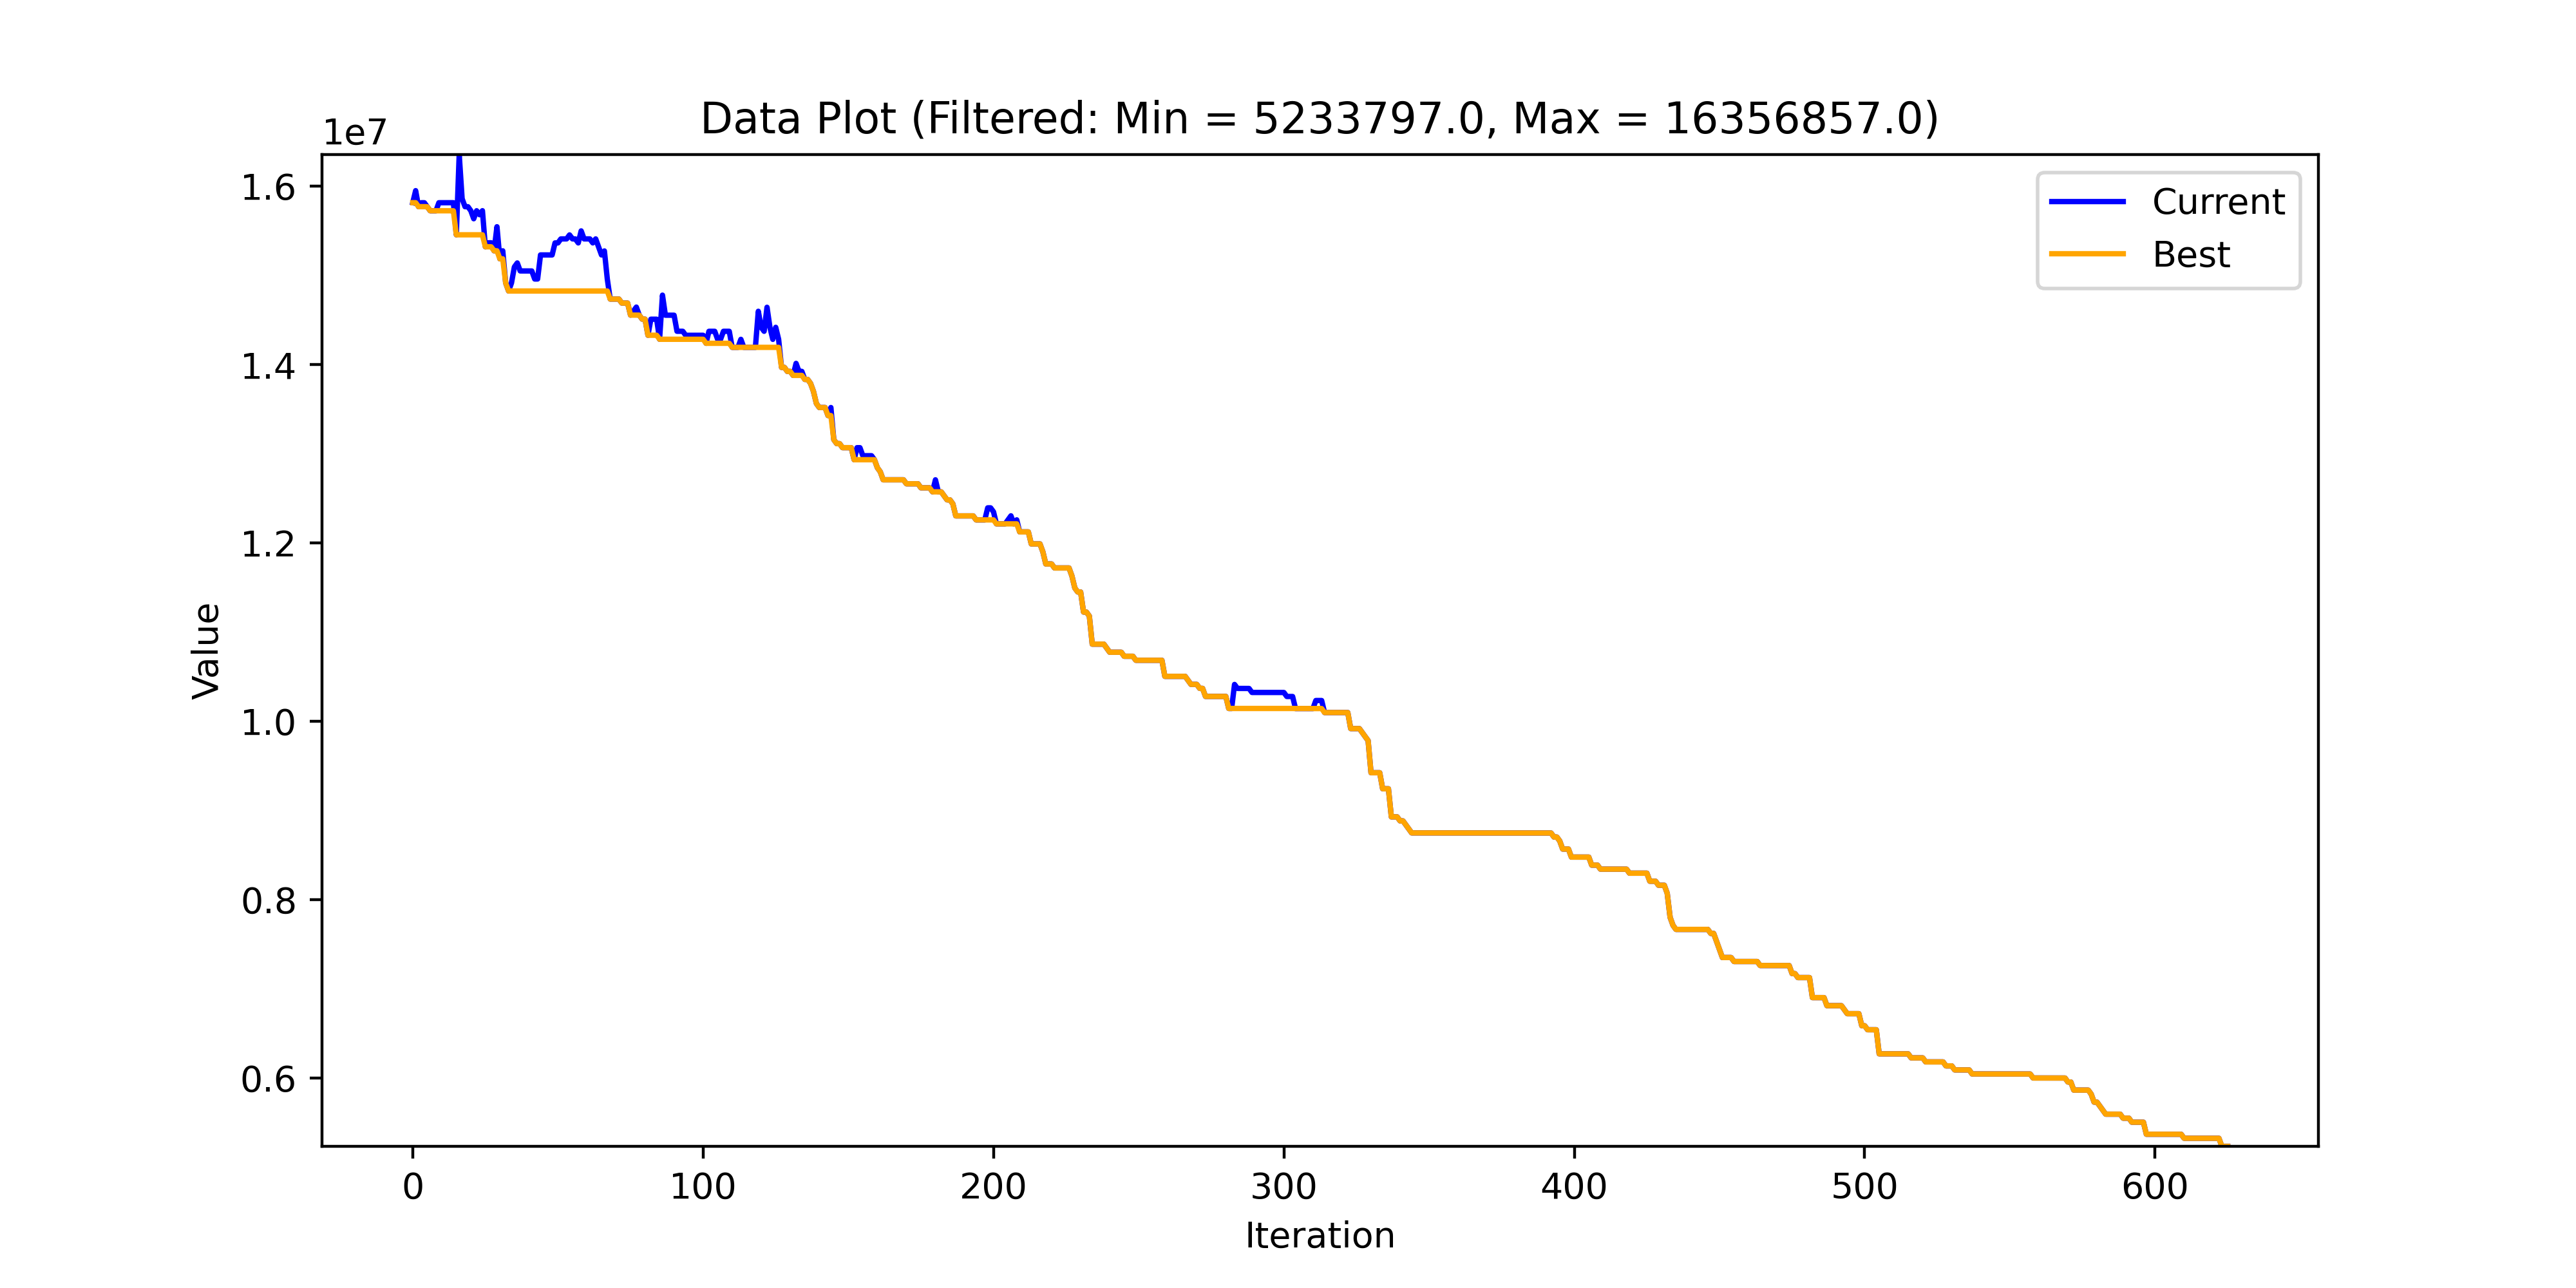 Data Plot (Filtered: Min = 5233797.0, Max = 16356857.0)
1e7
1.6
1.4
1.2
1.0
0.8
0.6
Value
Current
Best
0 100 200 300 400 500 600
Iteration